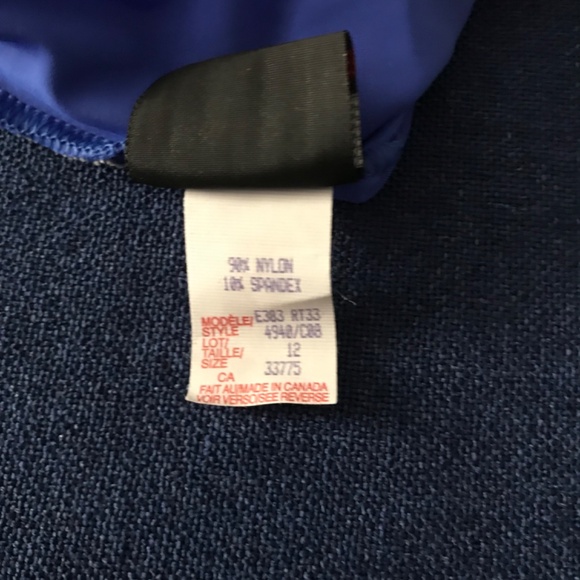 90% NYLON
10% SPANDEX
MODÈLE/ E303 RT33
STYLE 4940/C08
LOT/
TAILLE/ 12
SIZE 33775
CA
FAIT AU/MADE IN CANADA
VOIR VERSO/SEE REVERSE